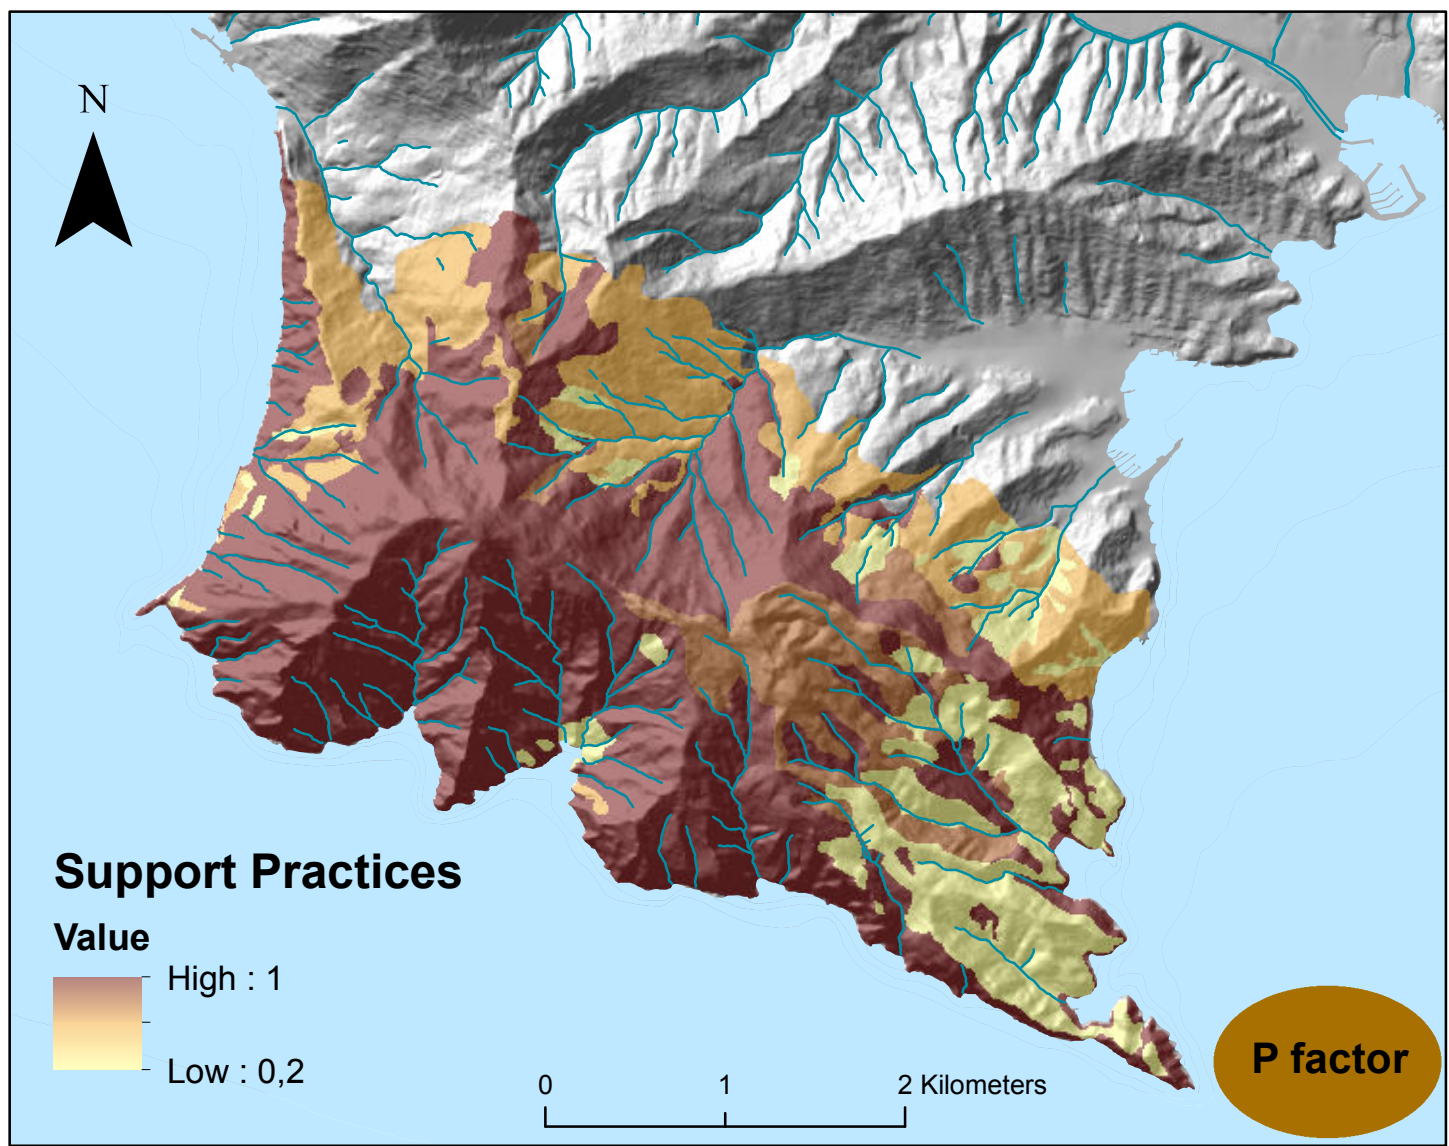 N
Support Practices
Value
High : 1
Low : 0,2
0 1 2 Kilometers
P factor